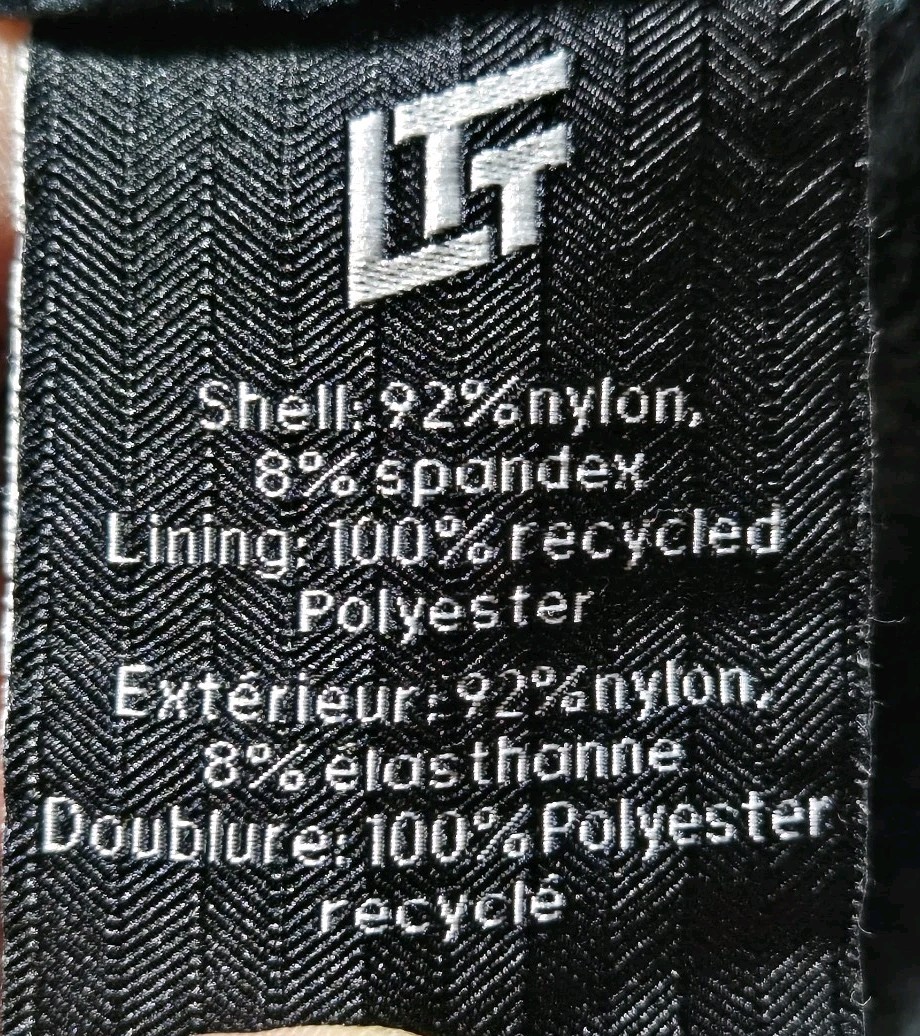 LTT
Shell: 92% nylon,
8% spandex
Lining: 100% recycled
Polyester
Extérieur: 92% nylon,
8% élasthanne
Doublure: 100% Polyester
recyclé